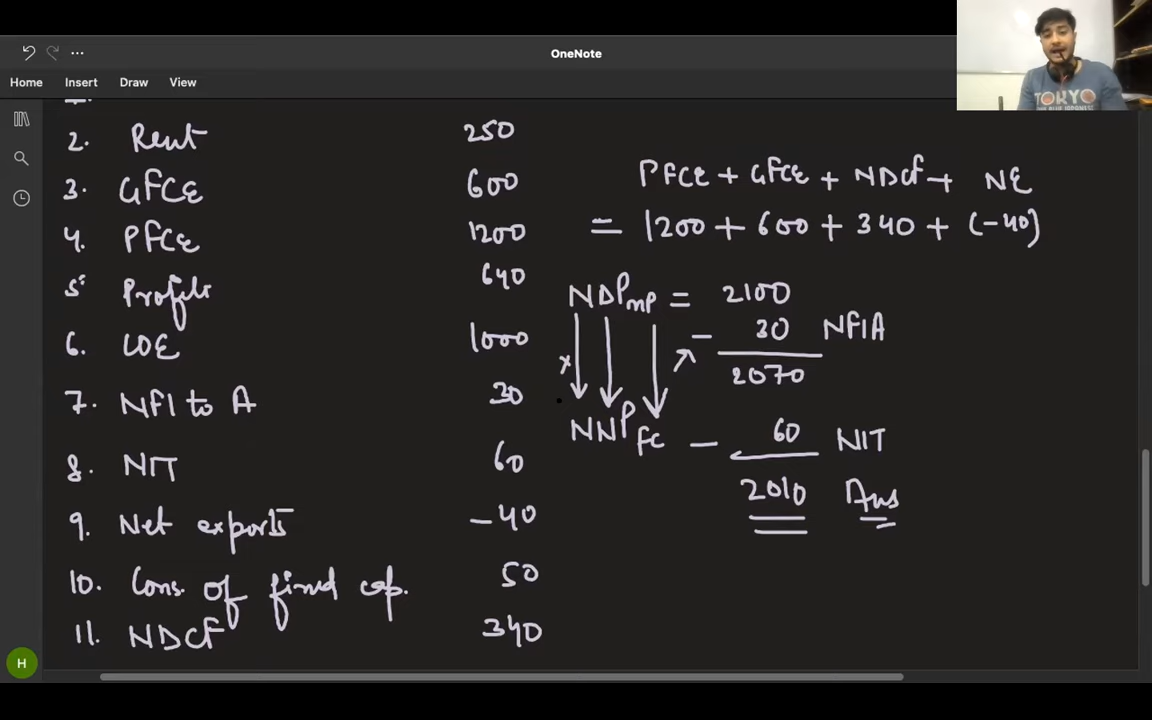 OneNote
Home Insert Draw View
TOKYO
1.
2. Rent 250
3. GFCE 600
4. PFCE 1200
5. Profits 640
6. COE 1000
7. NFI to A 30
8. NIT 60
9. Net exports -40
10. Cons. of fixed cap. 50
11. NDCF 340
PFCE + GFCE + NDCF + NE
= 1200 + 600 + 340 + (-40)
NDPmp = 2100
- 30 NFIA
2070
x
NNPFC - 60 NIT
2010 Ans
H